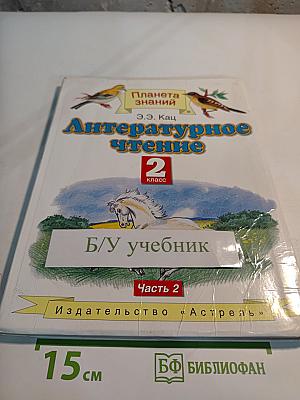 Планета
знаний
Э.Э. Кац
Литературное
чтение
2
класс
Б/У учебник
Часть 2
Издательство «Астрель»
15 см
БФ БИБЛИОФАН